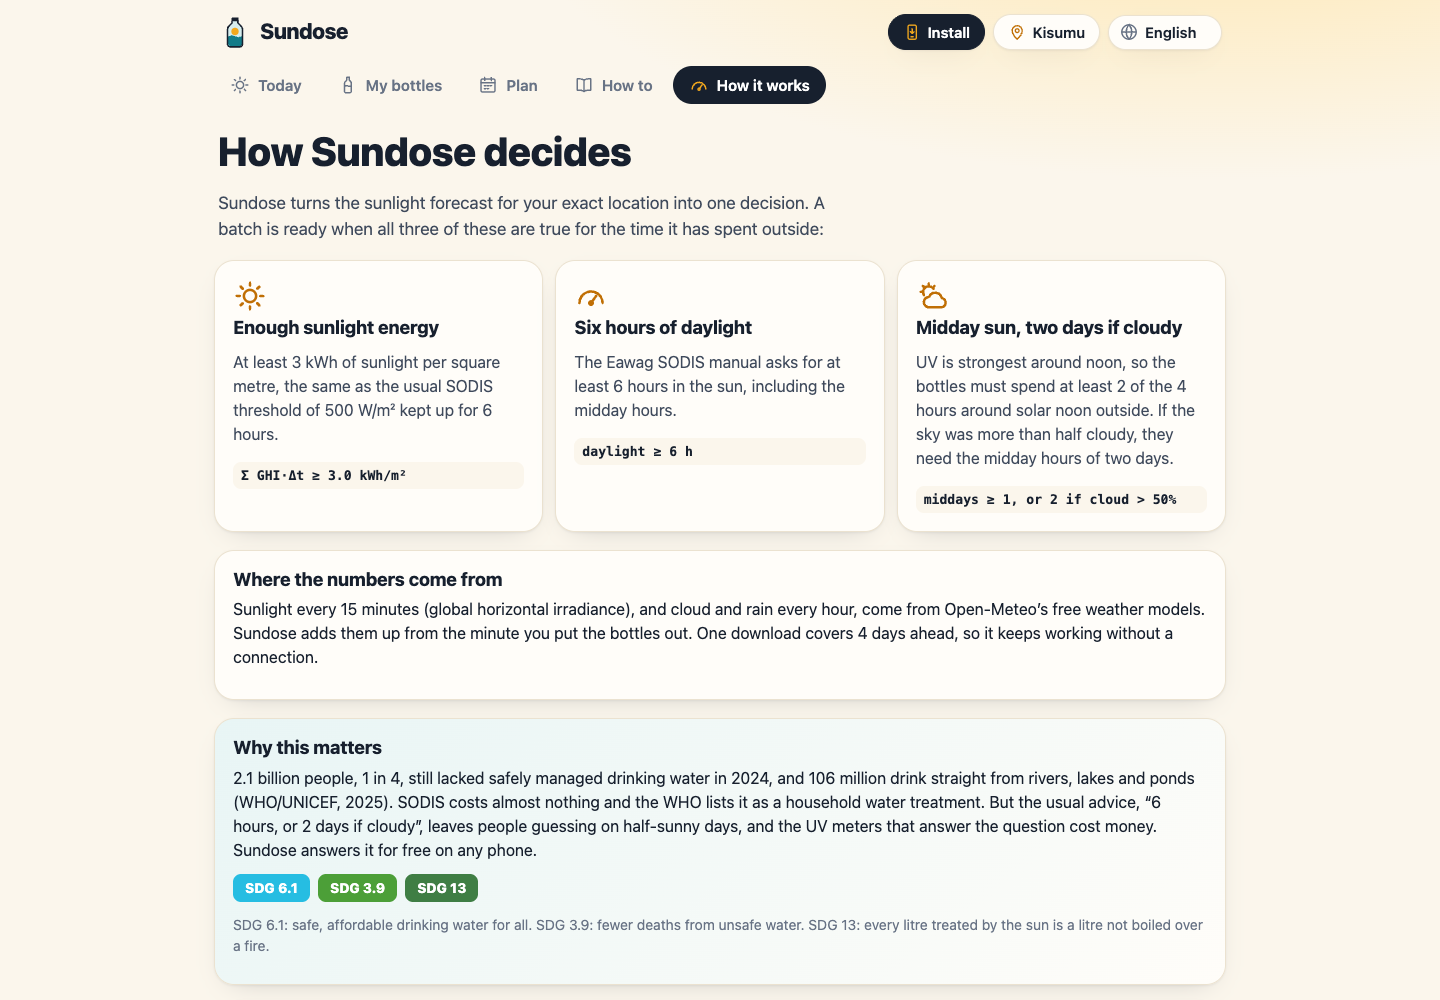 Sundose
Install
Kisumu
English
Today
My bottles
Plan
How to
How it works
How Sundose decides
Sundose turns the sunlight forecast for your exact location into one decision. A
batch is ready when all three of these are true for the time it has spent outside:
Enough sunlight energy
At least 3 kWh of sunlight per square
metre, the same as the usual SODIS
threshold of 500 W/m² kept up for 6
hours.
Σ GHI·Δt ≥ 3.0 kWh/m²
Six hours of daylight
The Eawag SODIS manual asks for at
least 6 hours in the sun, including the
midday hours.
daylight ≥ 6 h
Midday sun, two days if cloudy
UV is strongest around noon, so the
bottles must spend at least 2 of the 4
hours around solar noon outside. If the
sky was more than half cloudy, they
need the midday hours of two days.
middays ≥ 1, or 2 if cloud > 50%
Where the numbers come from
Sunlight every 15 minutes (global horizontal irradiance), and cloud and rain every hour, come from Open-Meteo’s free weather models.
Sundose adds them up from the minute you put the bottles out. One download covers 4 days ahead, so it keeps working without a
connection.
Why this matters
2.1 billion people, 1 in 4, still lacked safely managed drinking water in 2024, and 106 million drink straight from rivers, lakes and ponds
(WHO/UNICEF, 2025). SODIS costs almost nothing and the WHO lists it as a household water treatment. But the usual advice, “6
hours, or 2 days if cloudy”, leaves people guessing on half-sunny days, and the UV meters that answer the question cost money.
Sundose answers it for free on any phone.
SDG 6.1
SDG 3.9
SDG 13
SDG 6.1: safe, affordable drinking water for all. SDG 3.9: fewer deaths from unsafe water. SDG 13: every litre treated by the sun is a litre not boiled over
a fire.